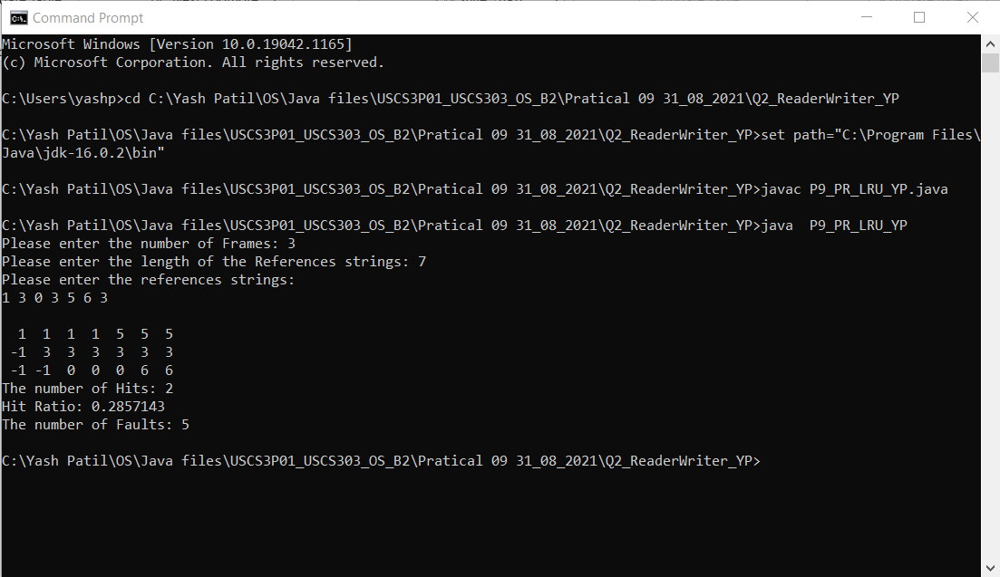 Command Prompt
Microsoft Windows [Version 10.0.19042.1165]
(c) Microsoft Corporation. All rights reserved.
C:\Users\yashp>cd C:\Yash Patil\OS\Java files\USCS3P01_USCS303_OS_B2\Pratical 09 31_08_2021\Q2_ReaderWriter_YP
C:\Yash Patil\OS\Java files\USCS3P01_USCS303_OS_B2\Pratical 09 31_08_2021\Q2_ReaderWriter_YP>set path="C:\Program Files\
Java\jdk-16.0.2\bin"
C:\Yash Patil\OS\Java files\USCS3P01_USCS303_OS_B2\Pratical 09 31_08_2021\Q2_ReaderWriter_YP>javac P9_PR_LRU_YP.java
C:\Yash Patil\OS\Java files\USCS3P01_USCS303_OS_B2\Pratical 09 31_08_2021\Q2_ReaderWriter_YP>java  P9_PR_LRU_YP
Please enter the number of Frames: 3
Please enter the length of the References strings: 7
Please enter the references strings:
1 3 0 3 5 6 3
  1  1  1  1  5  5  5
 -1  3  3  3  3  3  3
 -1 -1  0  0  0  6  6
The number of Hits: 2
Hit Ratio: 0.2857143
The number of Faults: 5
C:\Yash Patil\OS\Java files\USCS3P01_USCS303_OS_B2\Pratical 09 31_08_2021\Q2_ReaderWriter_YP>